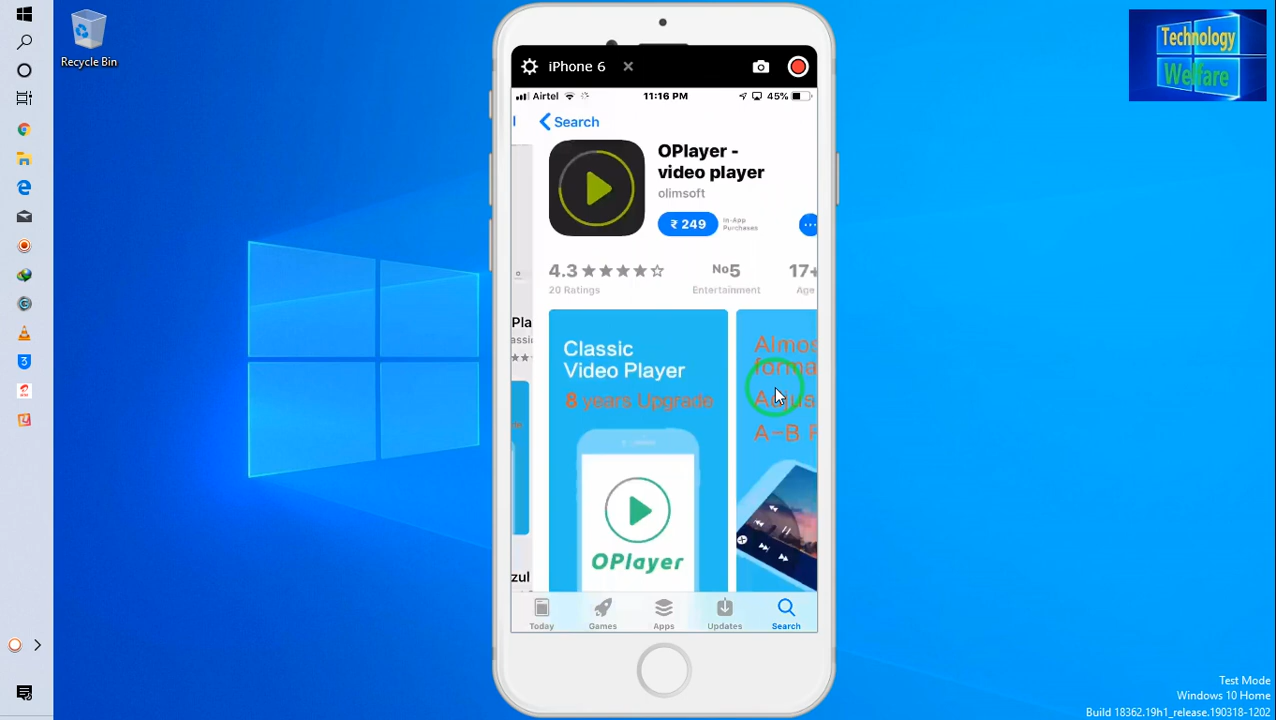 Recycle Bin
Technology
Welfare
iPhone 6
Airtel
11:16 PM
45%
Search
OPlayer -
video player
olimsoft
₹ 249
In-App
Purchases
4.3
20 Ratings
No5
Entertainment
17+
Age
Classic
Video Player
8 years Upgrade
OPlayer
A-B
Today
Games
Apps
Updates
Search
Test Mode
Windows 10 Home
Build 18362.19h1_release.190318-1202